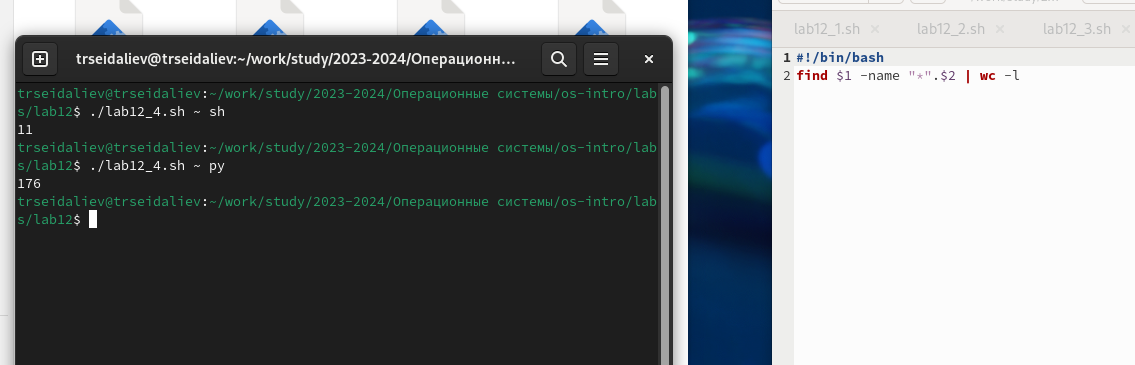 trseidaliev@trseidaliev:~/work/study/2023-2024/Операционн...
trseidaliev@trseidaliev:~/work/study/2023-2024/Операционные системы/os-intro/lab
s/lab12$ ./lab12_4.sh ~ sh
11
trseidaliev@trseidaliev:~/work/study/2023-2024/Операционные системы/os-intro/lab
s/lab12$ ./lab12_4.sh ~ py
176
trseidaliev@trseidaliev:~/work/study/2023-2024/Операционные системы/os-intro/lab
s/lab12$
lab12_1.sh lab12_2.sh lab12_3.sh
1 #!/bin/bash
2 find $1 -name "*".$2 | wc -l